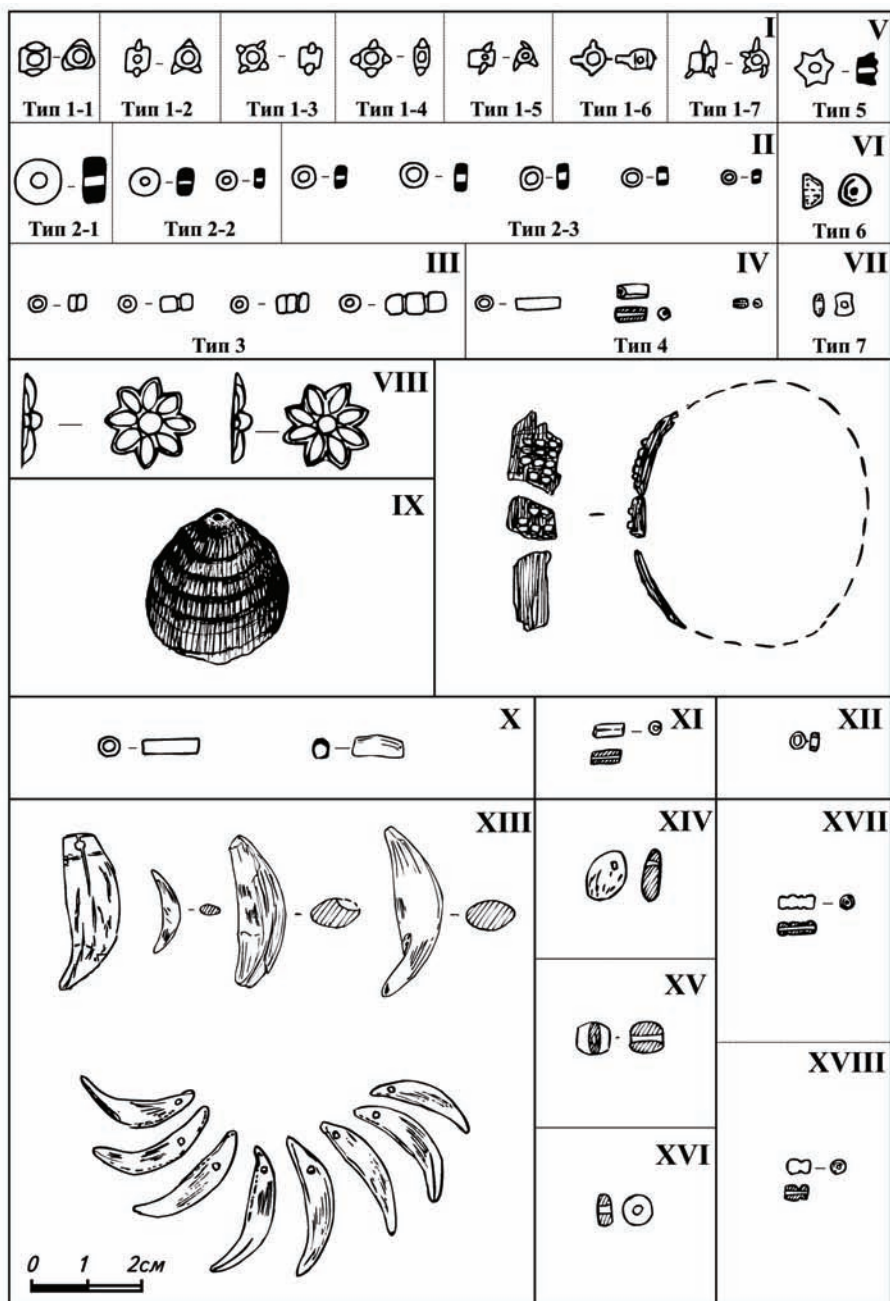 I
V
Тип 1-1 Тип 1-2 Тип 1-3 Тип 1-4 Тип 1-5 Тип 1-6 Тип 1-7 Тип 5
II
VI
Тип 2-1 Тип 2-2 Тип 2-3 Тип 6
III
IV
VII
Тип 3 Тип 4 Тип 7
VIII
IX
X
XI
XII
XIII
XIV
XVII
XV
XVIII
XVI
0 1 2см